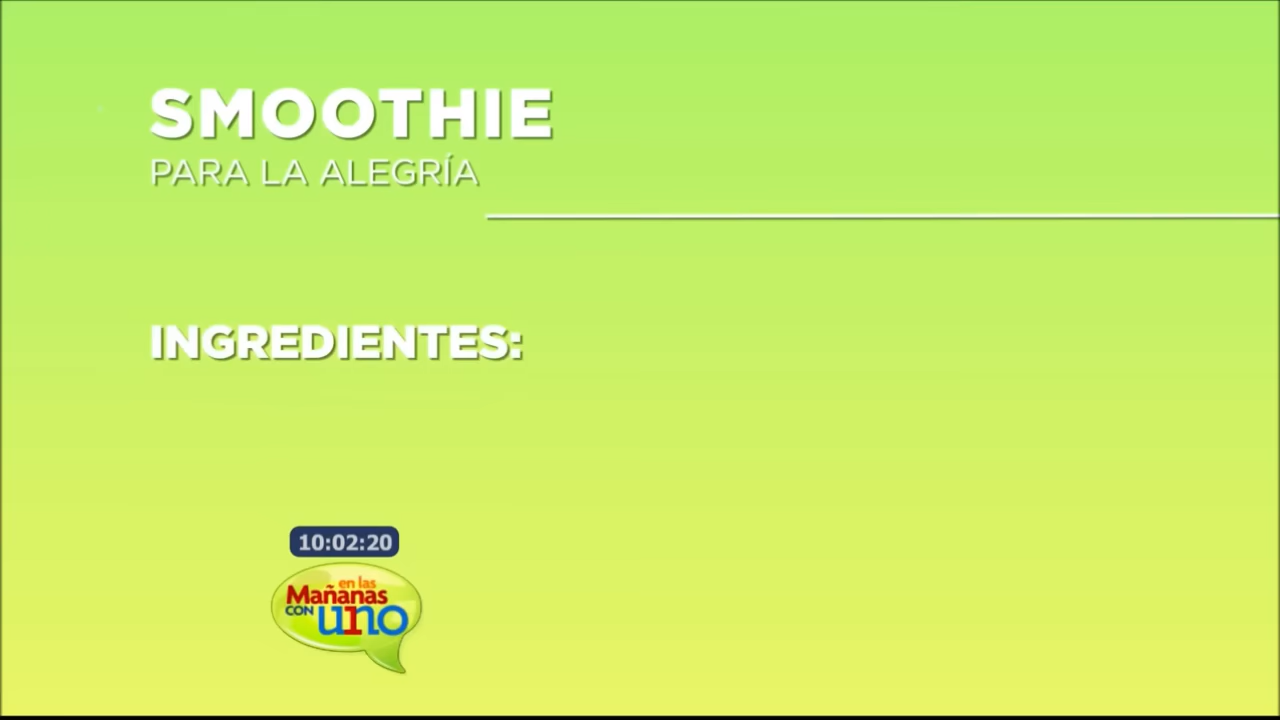 SMOOTHIE
PARA LA ALEGRÍA
INGREDIENTES:
10:02:20
en las
Mañanas
CON uno